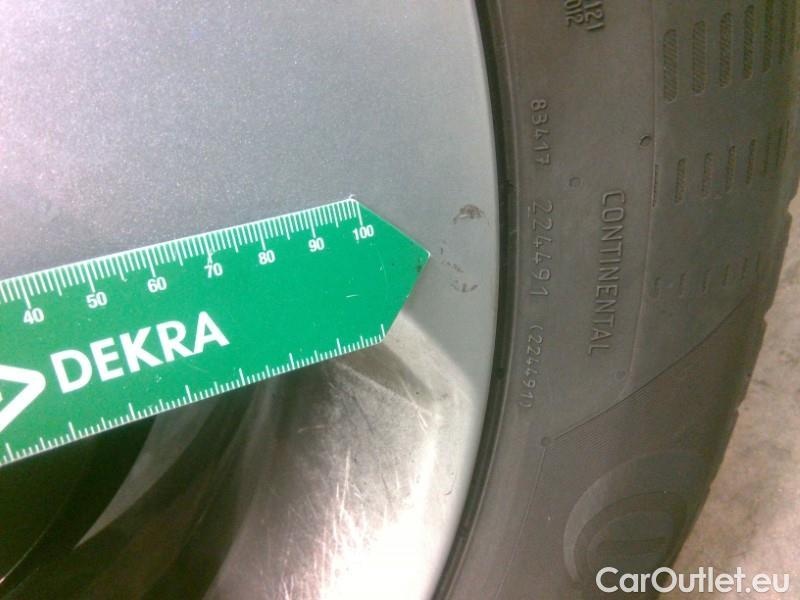 40 50 60 70 80 90 100
DEKRA
83417 224491 (224491)
CONTINENTAL
CarOutlet.eu